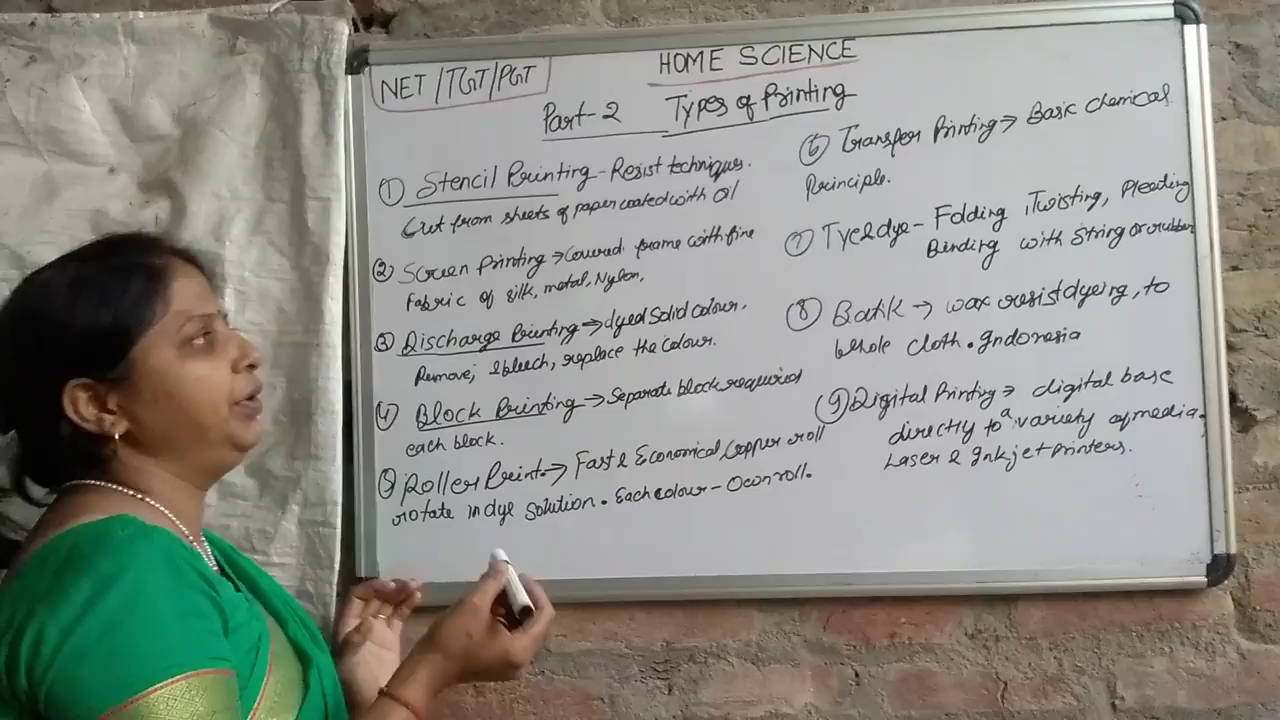 NET/TGT/PGT
HOME SCIENCE
Part-2 Types of Printing
① Stencil Printing - Resist techniques.
Cut from sheets of paper coated with oil
② Screen Printing → Covered frame with fine
Fabric of silk, metal, Nylon.
③ Discharge Printing → dyed solid colour.
Remove, bleech, replace the colour.
④ Block Printing → Separate block required
each block.
⑤ Roller Print → Fast & Economical, Copper roll
rotate in dye solution. Each colour - Own roll.
⑥ Transfer Printing → Basic Chemical
Principle.
⑦ Tye & dye - Folding, Twisting, Pleating
Binding with String or rubber
⑧ Batik → wax resist dyeing, to
whole cloth. Indonesia
⑨ Digital Printing → digital base
directly to a variety of media,
Laser & Inkjet printers.